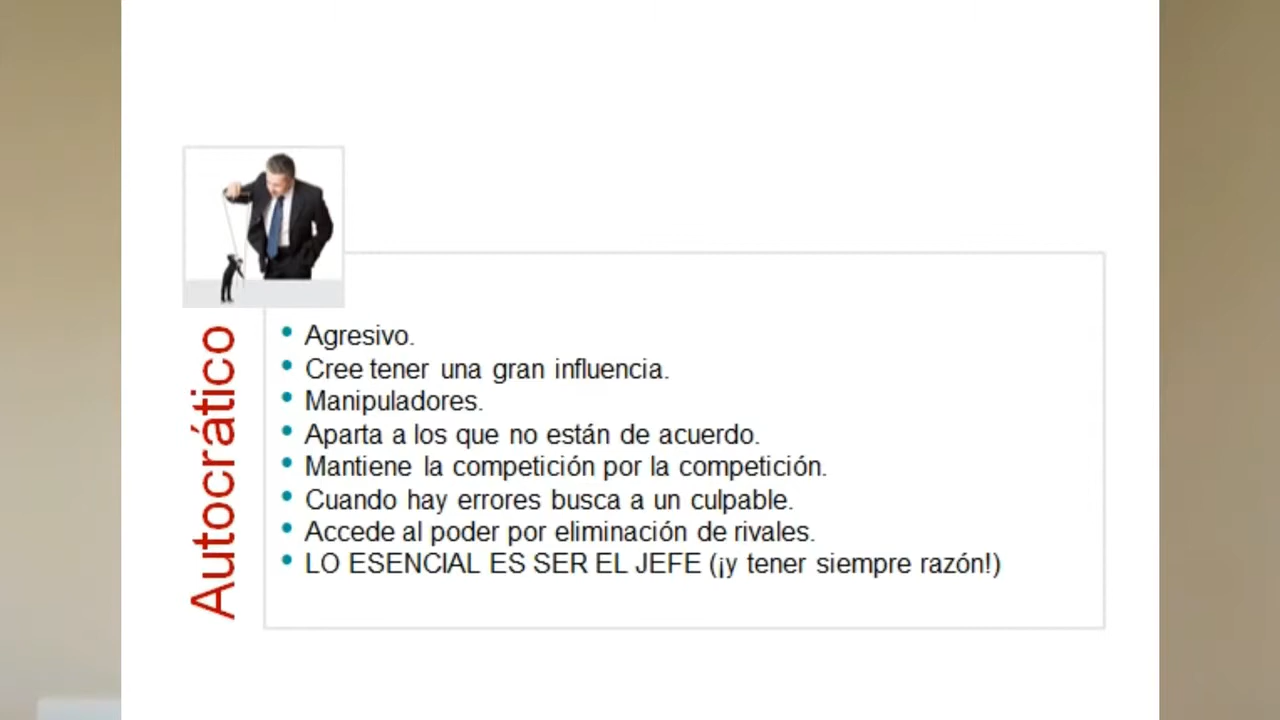 Autocrático
Agresivo.
Cree tener una gran influencia.
Manipuladores.
Aparta a los que no están de acuerdo.
Mantiene la competición por la competición.
Cuando hay errores busca a un culpable.
Accede al poder por eliminación de rivales.
LO ESENCIAL ES SER EL JEFE (¡y tener siempre razón!)